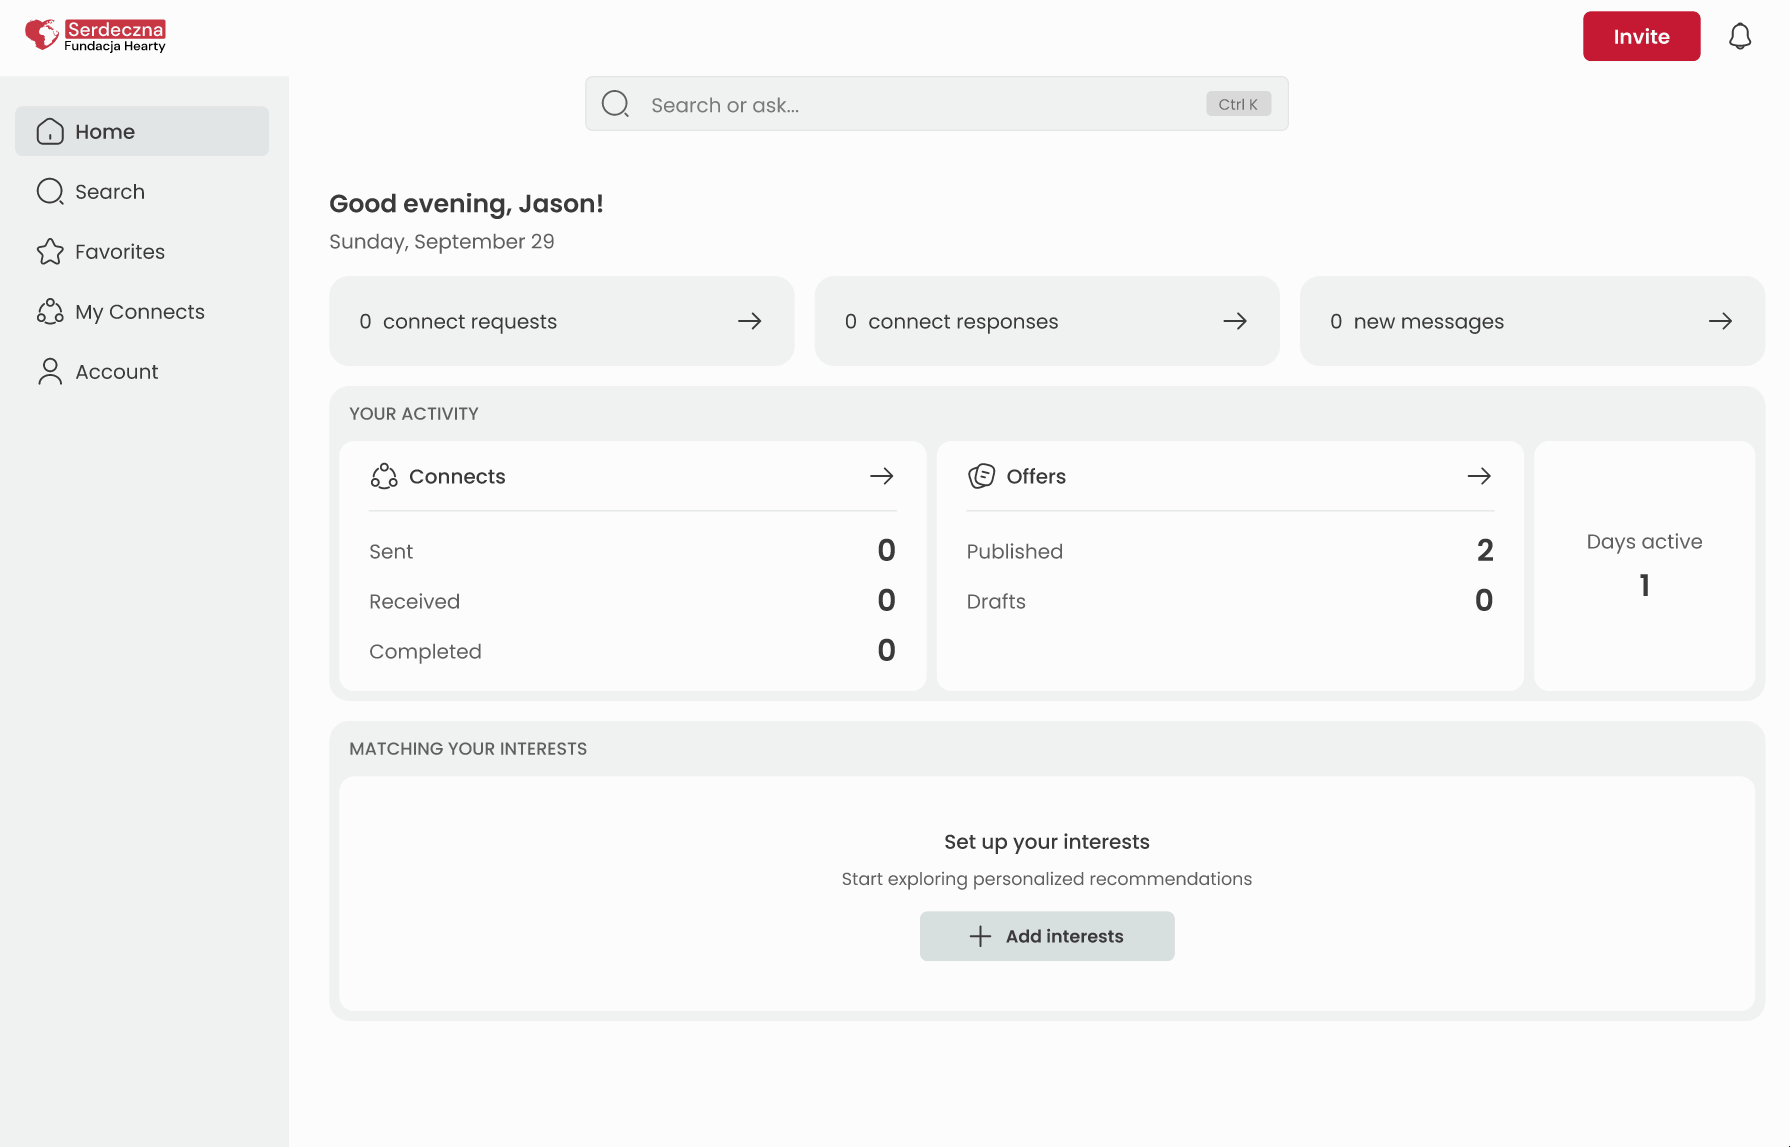 Serdeczna
Fundacja Hearty
Invite
Search or ask...
Ctrl K
Home
Search
Favorites
My Connects
Account
Good evening, Jason!
Sunday, September 29
0 connect requests
0 connect responses
0 new messages
YOUR ACTIVITY
Connects
Sent 0
Received 0
Completed 0
Offers
Published 2
Drafts 0
Days active
1
MATCHING YOUR INTERESTS
Set up your interests
Start exploring personalized recommendations
Add interests